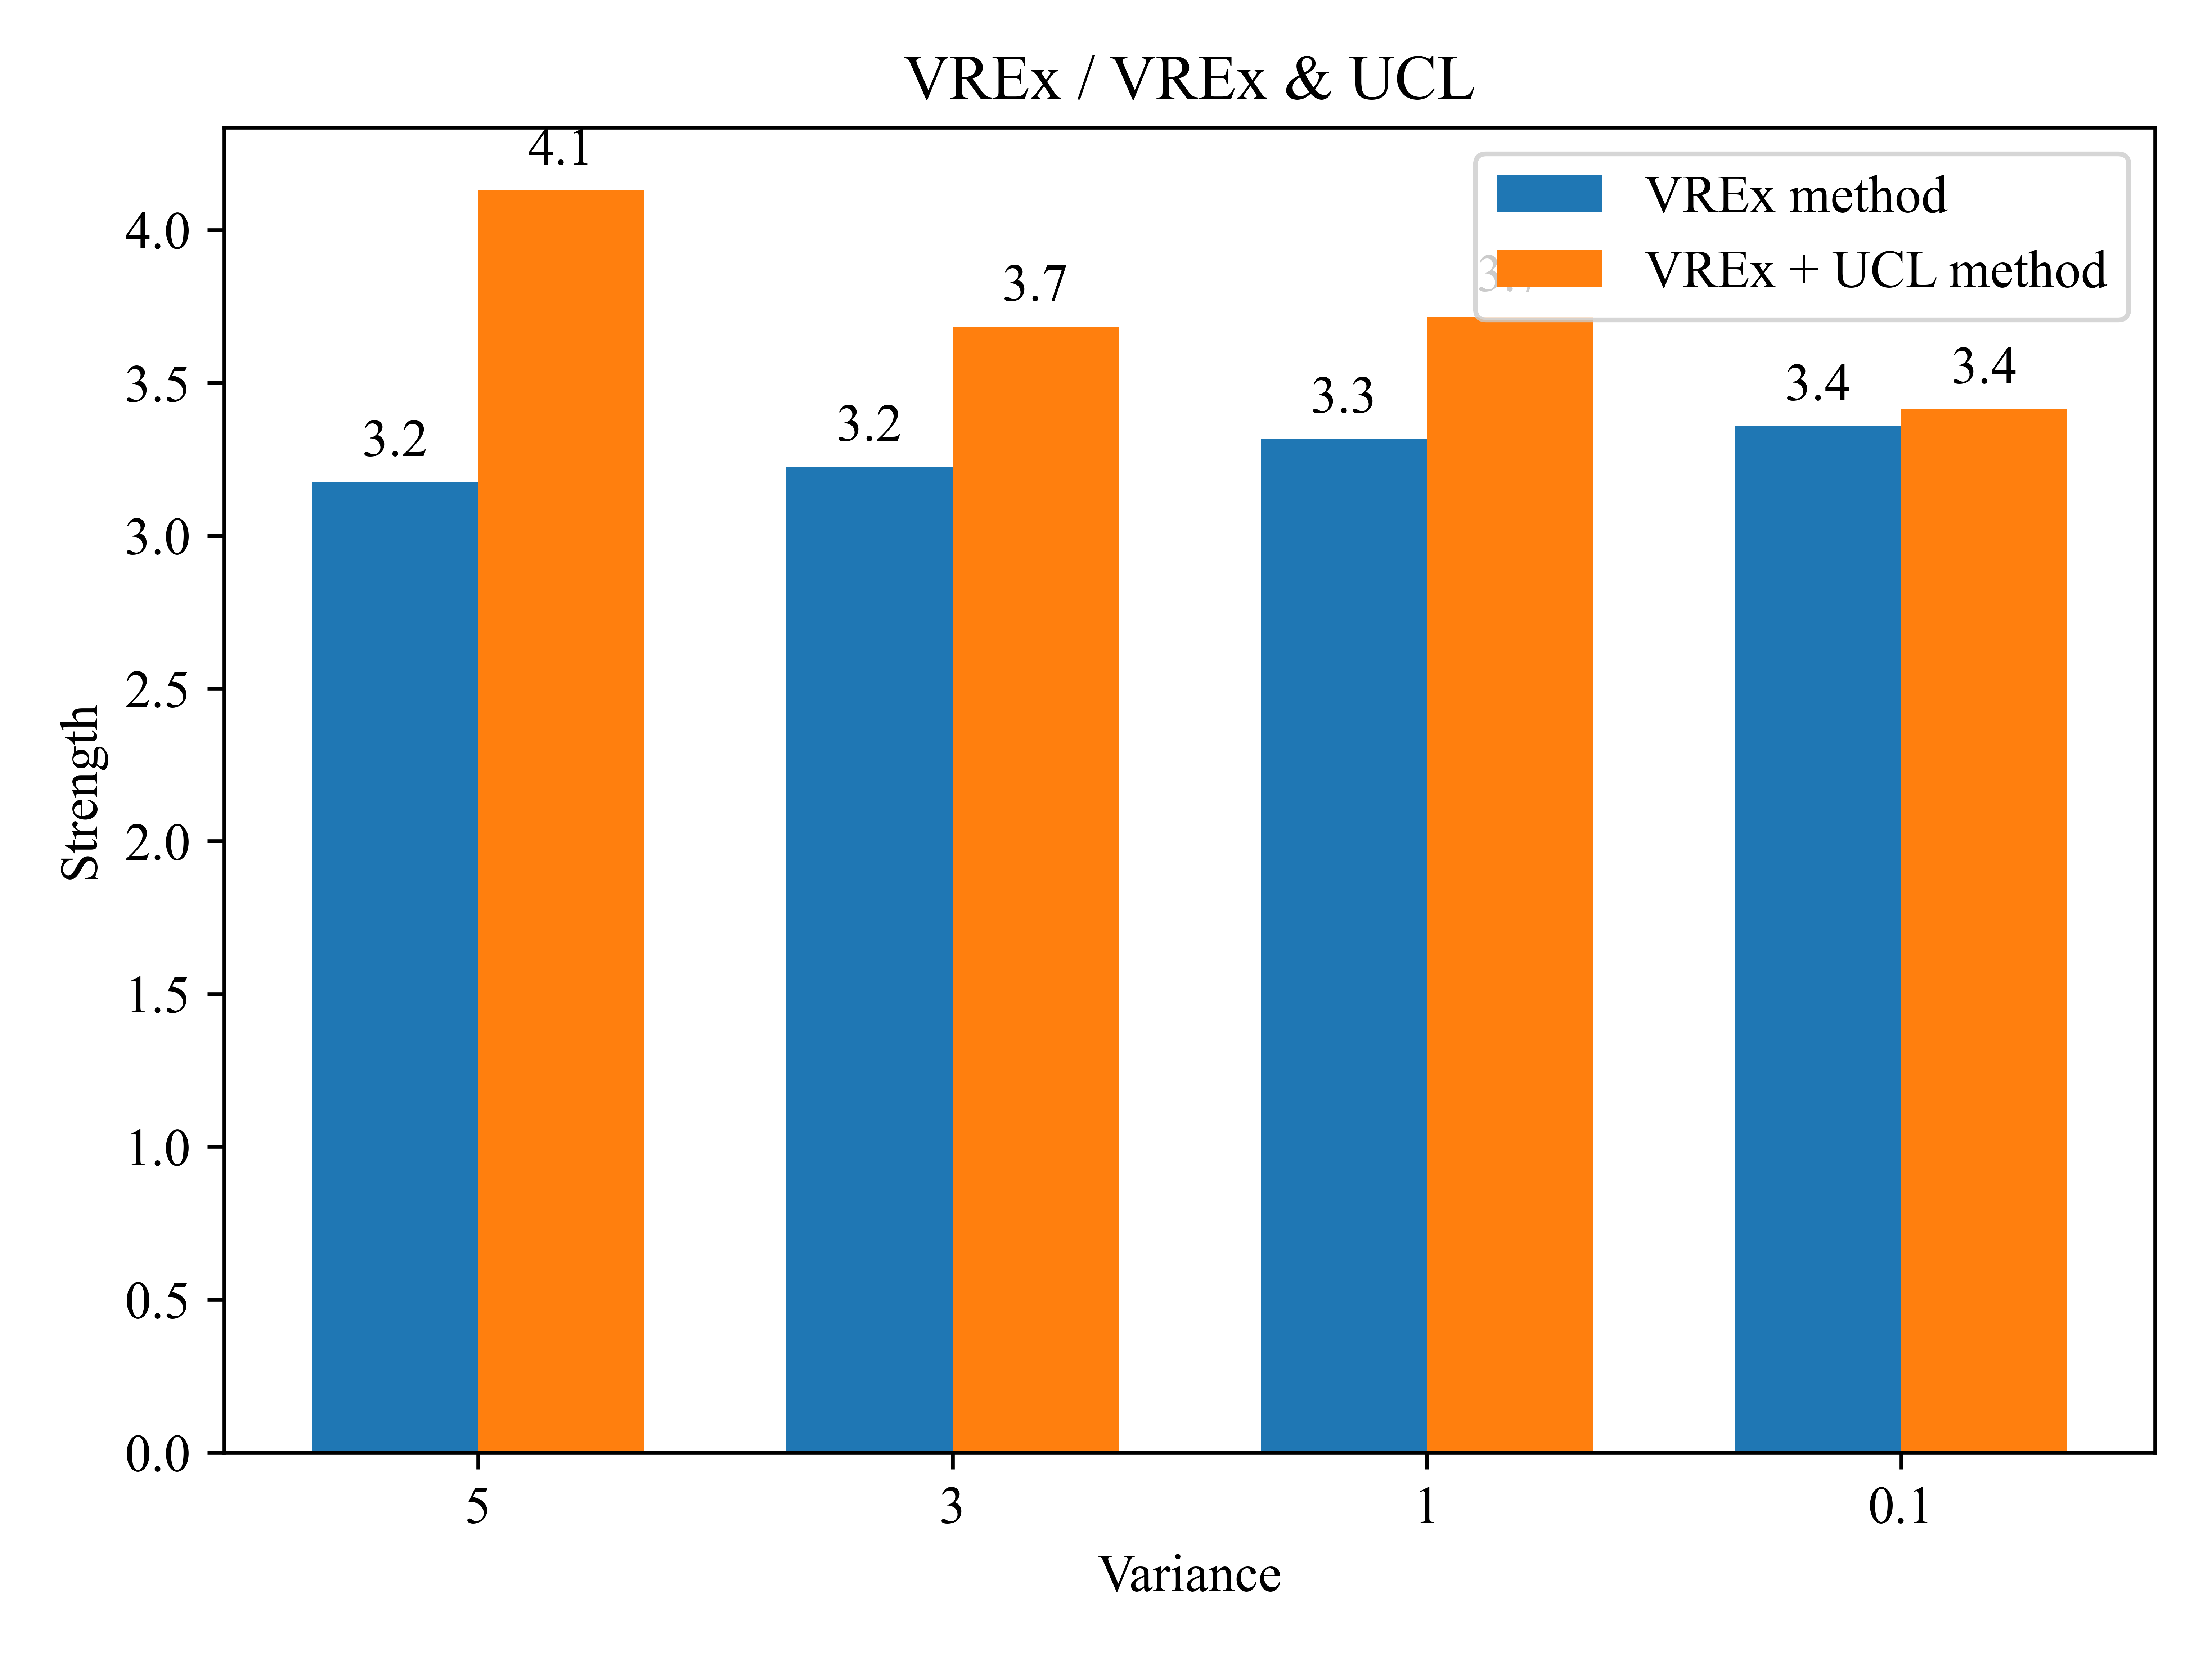 VREx / VREx & UCL
4.1
VREx method
VREx + UCL method
3.7
3.4
3.4
3.3
3.2
3.2
4.0
3.5
3.0
2.5
2.0
1.5
1.0
0.5
0.0
Strength
5 3 1 0.1
Variance